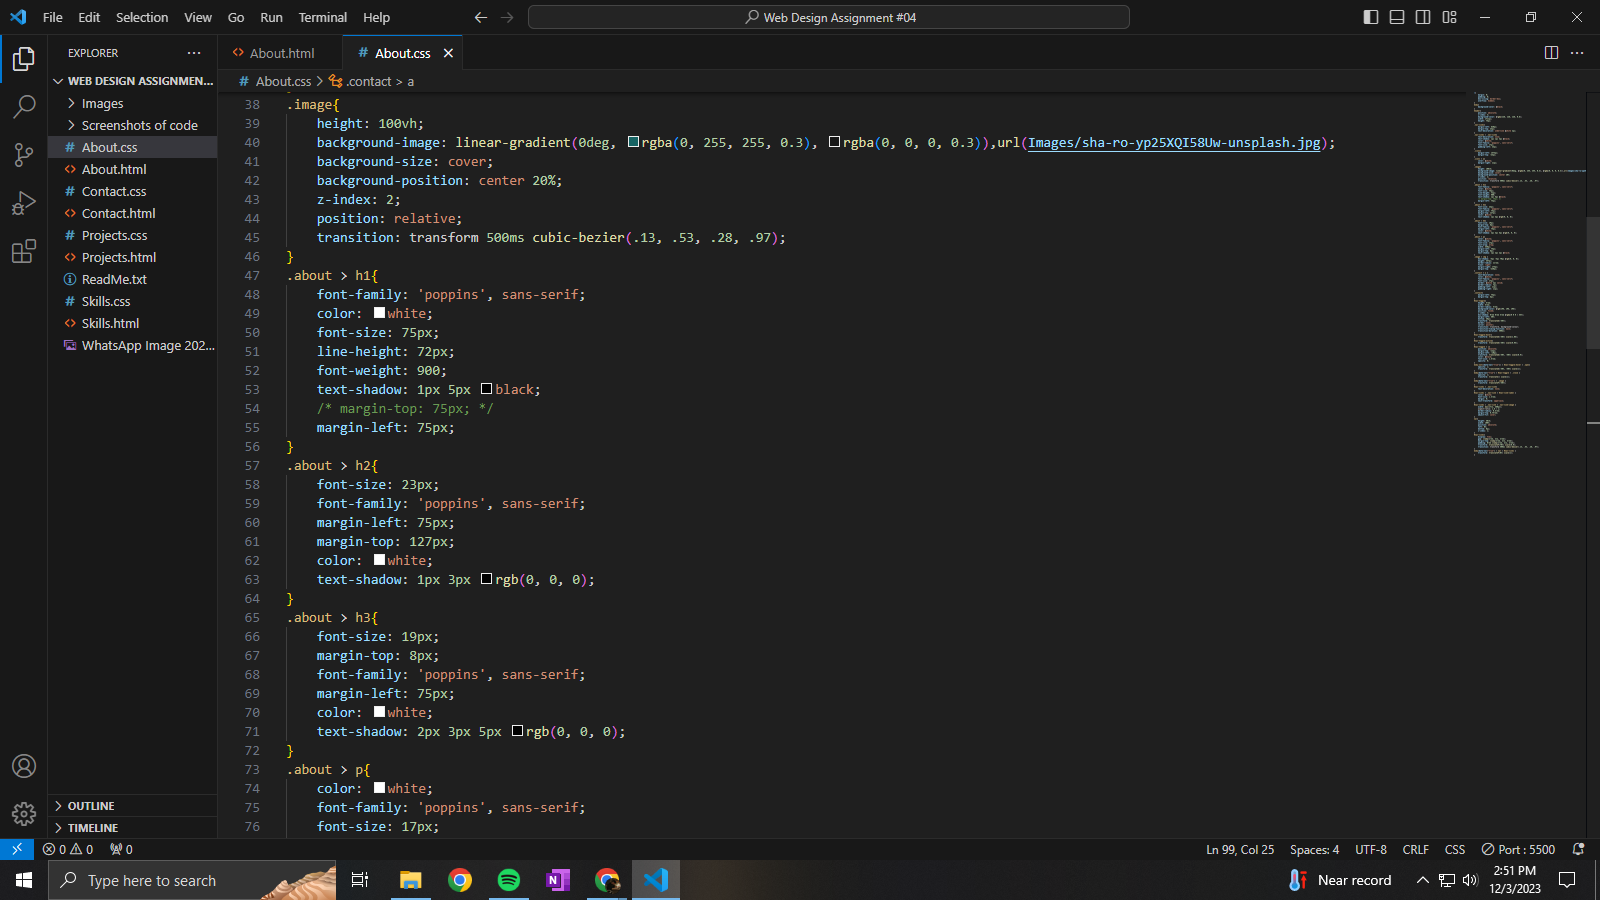 File Edit Selection View Go Run Terminal Help
Web Design Assignment #04
EXPLORER
WEB DESIGN ASSIGNMEN...
Images
Screenshots of code
About.css
About.html
Contact.css
Contact.html
Projects.css
Projects.html
ReadMe.txt
Skills.css
Skills.html
WhatsApp Image 202...
OUTLINE
TIMELINE
About.html # About.css
# About.css > .contact > a
38 .image{
39 height: 100vh;
40 background-image: linear-gradient(0deg, rgba(0, 255, 255, 0.3), rgba(0, 0, 0, 0.3)),url(Images/sha-ro-yp25XQI58Uw-unsplash.jpg);
41 background-size: cover;
42 background-position: center 20%;
43 z-index: 2;
44 position: relative;
45 transition: transform 500ms cubic-bezier(.13, .53, .28, .97);
46 }
47 .about > h1{
48 font-family: 'poppins', sans-serif;
49 color: white;
50 font-size: 75px;
51 line-height: 72px;
52 font-weight: 900;
53 text-shadow: 1px 5px black;
54 /* margin-top: 75px; */
55 margin-left: 75px;
56 }
57 .about > h2{
58 font-size: 23px;
59 font-family: 'poppins', sans-serif;
60 margin-left: 75px;
61 margin-top: 127px;
62 color: white;
63 text-shadow: 1px 3px rgb(0, 0, 0);
64 }
65 .about > h3{
66 font-size: 19px;
67 margin-top: 8px;
68 font-family: 'poppins', sans-serif;
69 margin-left: 75px;
70 color: white;
71 text-shadow: 2px 3px 5px rgb(0, 0, 0);
72 }
73 .about > p{
74 color: white;
75 font-family: 'poppins', sans-serif;
76 font-size: 17px;
0 0 0
Ln 99, Col 25 Spaces: 4 UTF-8 CRLF CSS Port : 5500
Type here to search
Near record
2:51 PM
12/3/2023